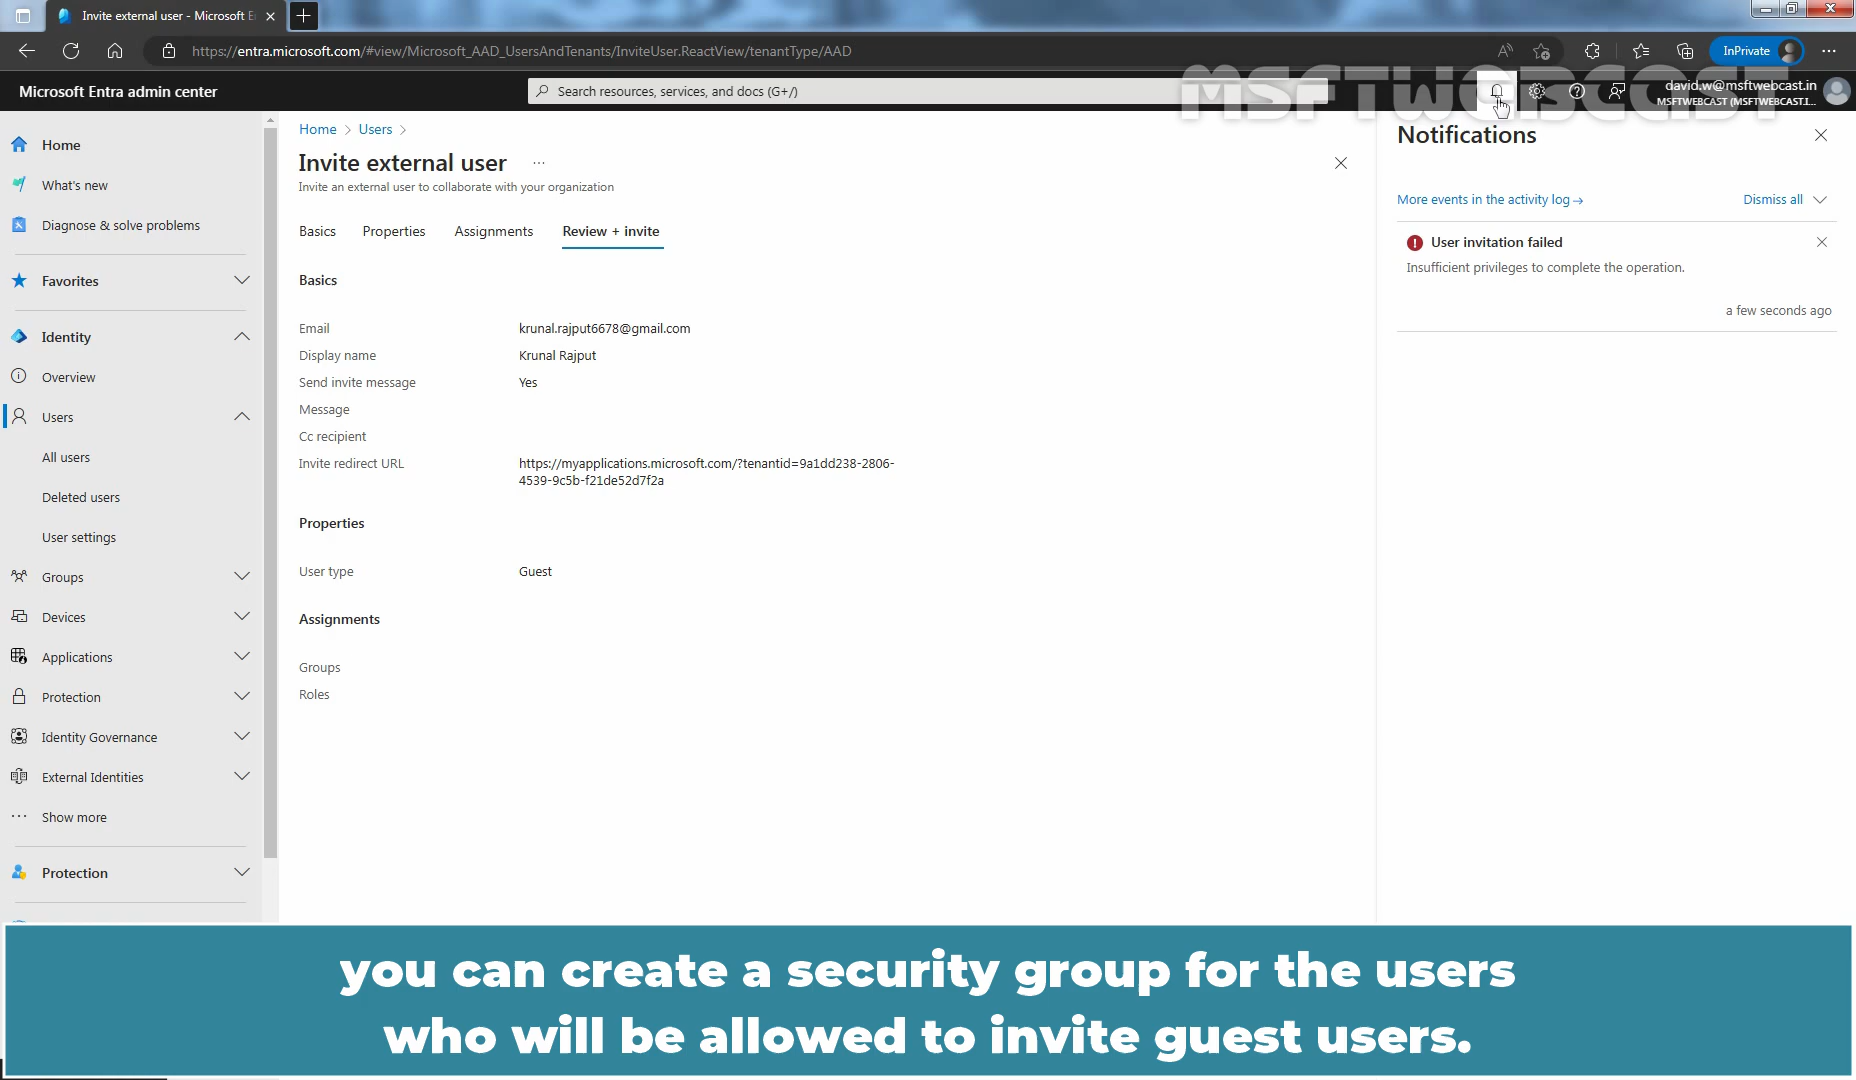 Invite external user - Microsoft E
https://entra.microsoft.com/#view/Microsoft_AAD_UsersAndTenants/InviteUser.ReactView/tenantType/AAD
InPrivate
Microsoft Entra admin center
Search resources, services, and docs (G+/)
MSFTWEBCAST
david.w@msftwebcast.in
MSFTWEBCAST (MSFTWEBCAST.I...
Home
What's new
Diagnose & solve problems
Favorites
Identity
Overview
Users
All users
Deleted users
User settings
Groups
Devices
Applications
Protection
Identity Governance
External Identities
Show more
Protection
Home > Users >
Invite external user ...
Invite an external user to collaborate with your organization
Basics Properties Assignments Review + invite
Basics
Email krunal.rajput6678@gmail.com
Display name Krunal Rajput
Send invite message Yes
Message
Cc recipient
Invite redirect URL https://myapplications.microsoft.com/?tenantid=9a1dd238-2806-
4539-9c5b-f21de52d7f2a
Properties
User type Guest
Assignments
Groups
Roles
Notifications
More events in the activity log → Dismiss all
User invitation failed
Insufficient privileges to complete the operation.
a few seconds ago
you can create a security group for the users
who will be allowed to invite guest users.